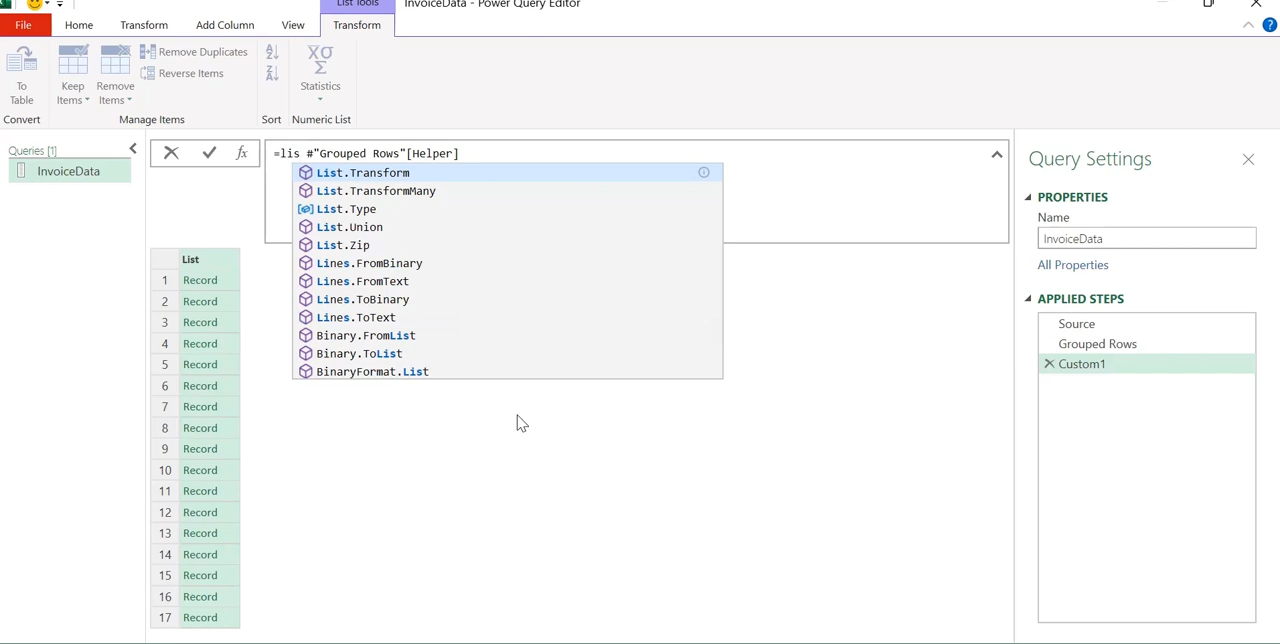 List Tools
InvoiceData - Power Query Editor
File
Home
Transform
Add Column
View
Transform
?
To
Table
Keep
Items
Remove
Items
Remove Duplicates
Reverse Items
A
Z
Z
A
Χσ
Σ
Statistics
Convert
Manage Items
Sort
Numeric List
Queries [1]
InvoiceData
fx
=lis #"Grouped Rows"[Helper]
List.Transform
List.TransformMany
List.Type
List.Union
List.Zip
Lines.FromBinary
Lines.FromText
Lines.ToBinary
Lines.ToText
Binary.FromList
Binary.ToList
BinaryFormat.List
List
1 Record
2 Record
3 Record
4 Record
5 Record
6 Record
7 Record
8 Record
9 Record
10 Record
11 Record
12 Record
13 Record
14 Record
15 Record
16 Record
17 Record
Query Settings
PROPERTIES
Name
InvoiceData
All Properties
APPLIED STEPS
Source
Grouped Rows
Custom1